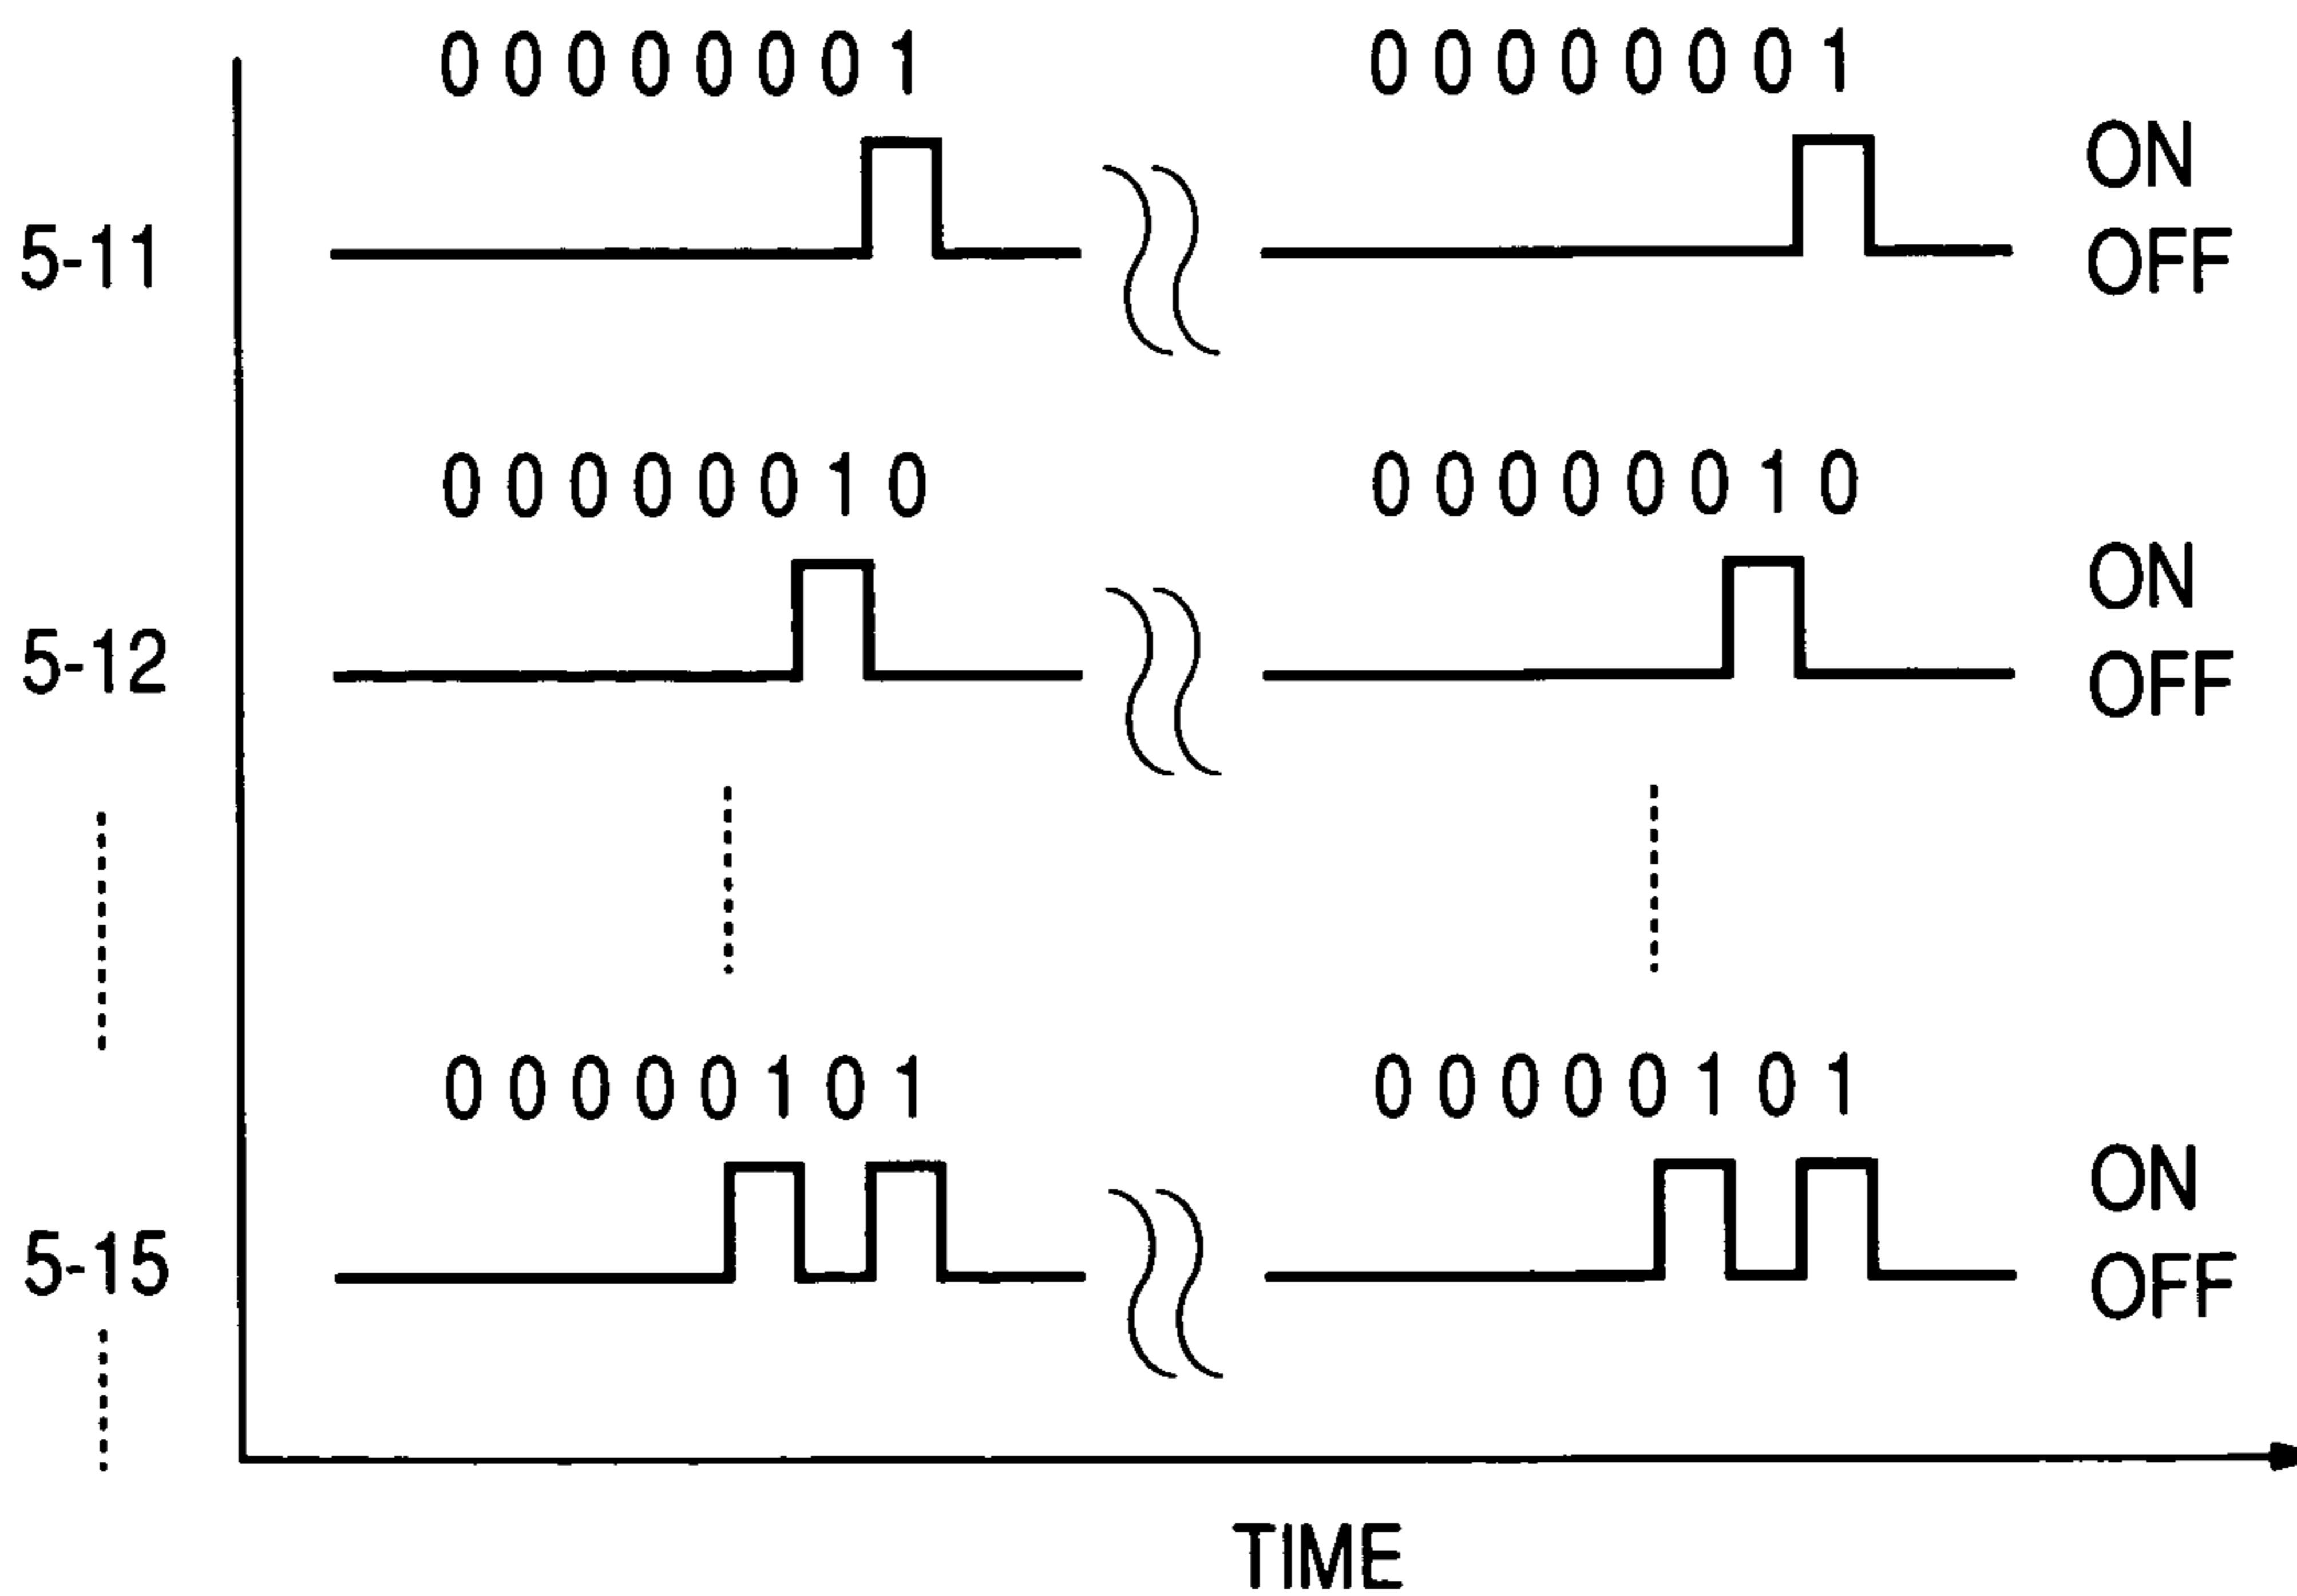 0 0 0 0 0 0 0 1 0 0 0 0 0 0 0 1
ON
5-11 OFF
0 0 0 0 0 0 1 0 0 0 0 0 0 0 1 0
ON
5-12 OFF
0 0 0 0 0 1 0 1 0 0 0 0 0 1 0 1
ON
5-15 OFF
TIME